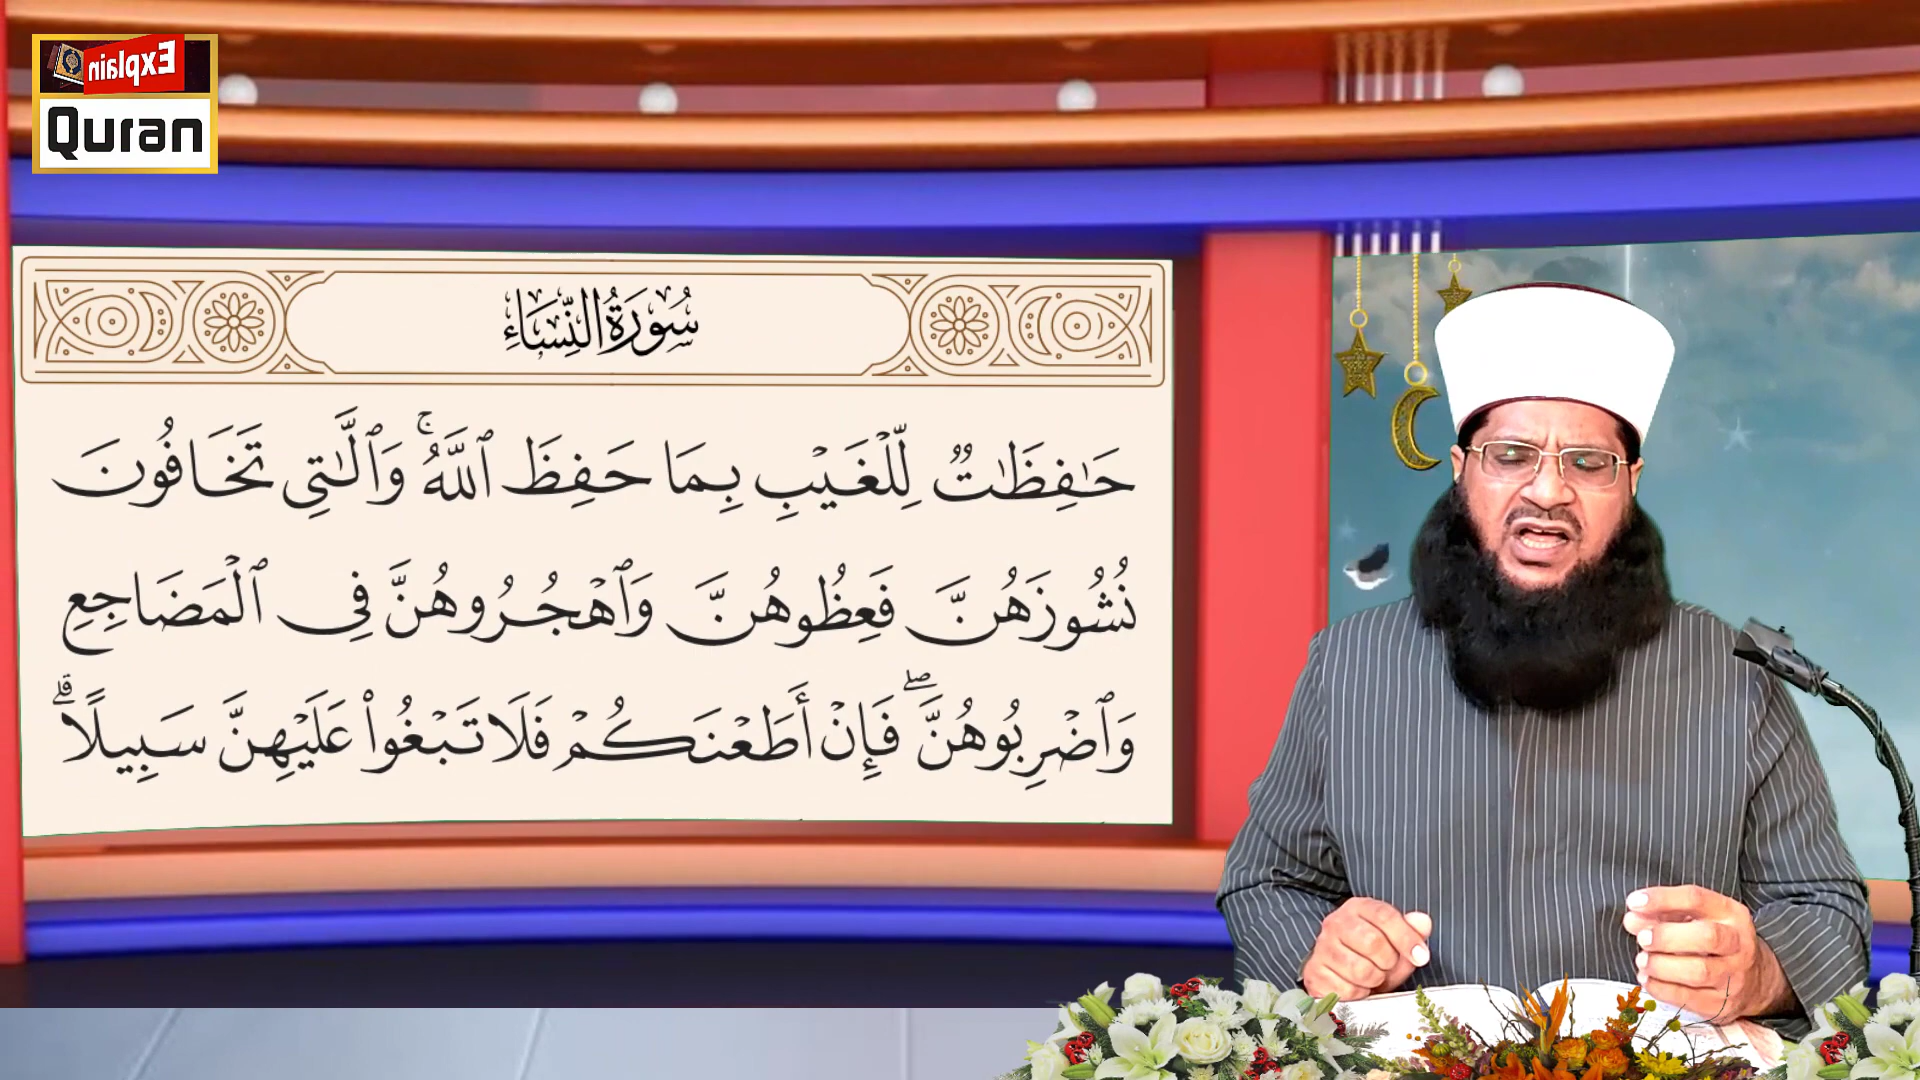 Explain
Quran
سُورَةُ النِّسَاءِ
حَـٰفِظَـٰتٌ لِّلْغَيْبِ بِمَا حَفِظَ ٱللَّهُ ۚ وَٱلَّـٰتِى تَخَافُونَ
نُشُوزَهُنَّ فَعِظُوهُنَّ وَٱهْجُرُوهُنَّ فِى ٱلْمَضَاجِعِ
وَٱضْرِبُوهُنَّ ۖ فَإِنْ أَطَعْنَكُمْ فَلَا تَبْغُوا۟ عَلَيْهِنَّ سَبِيلًا ۗ